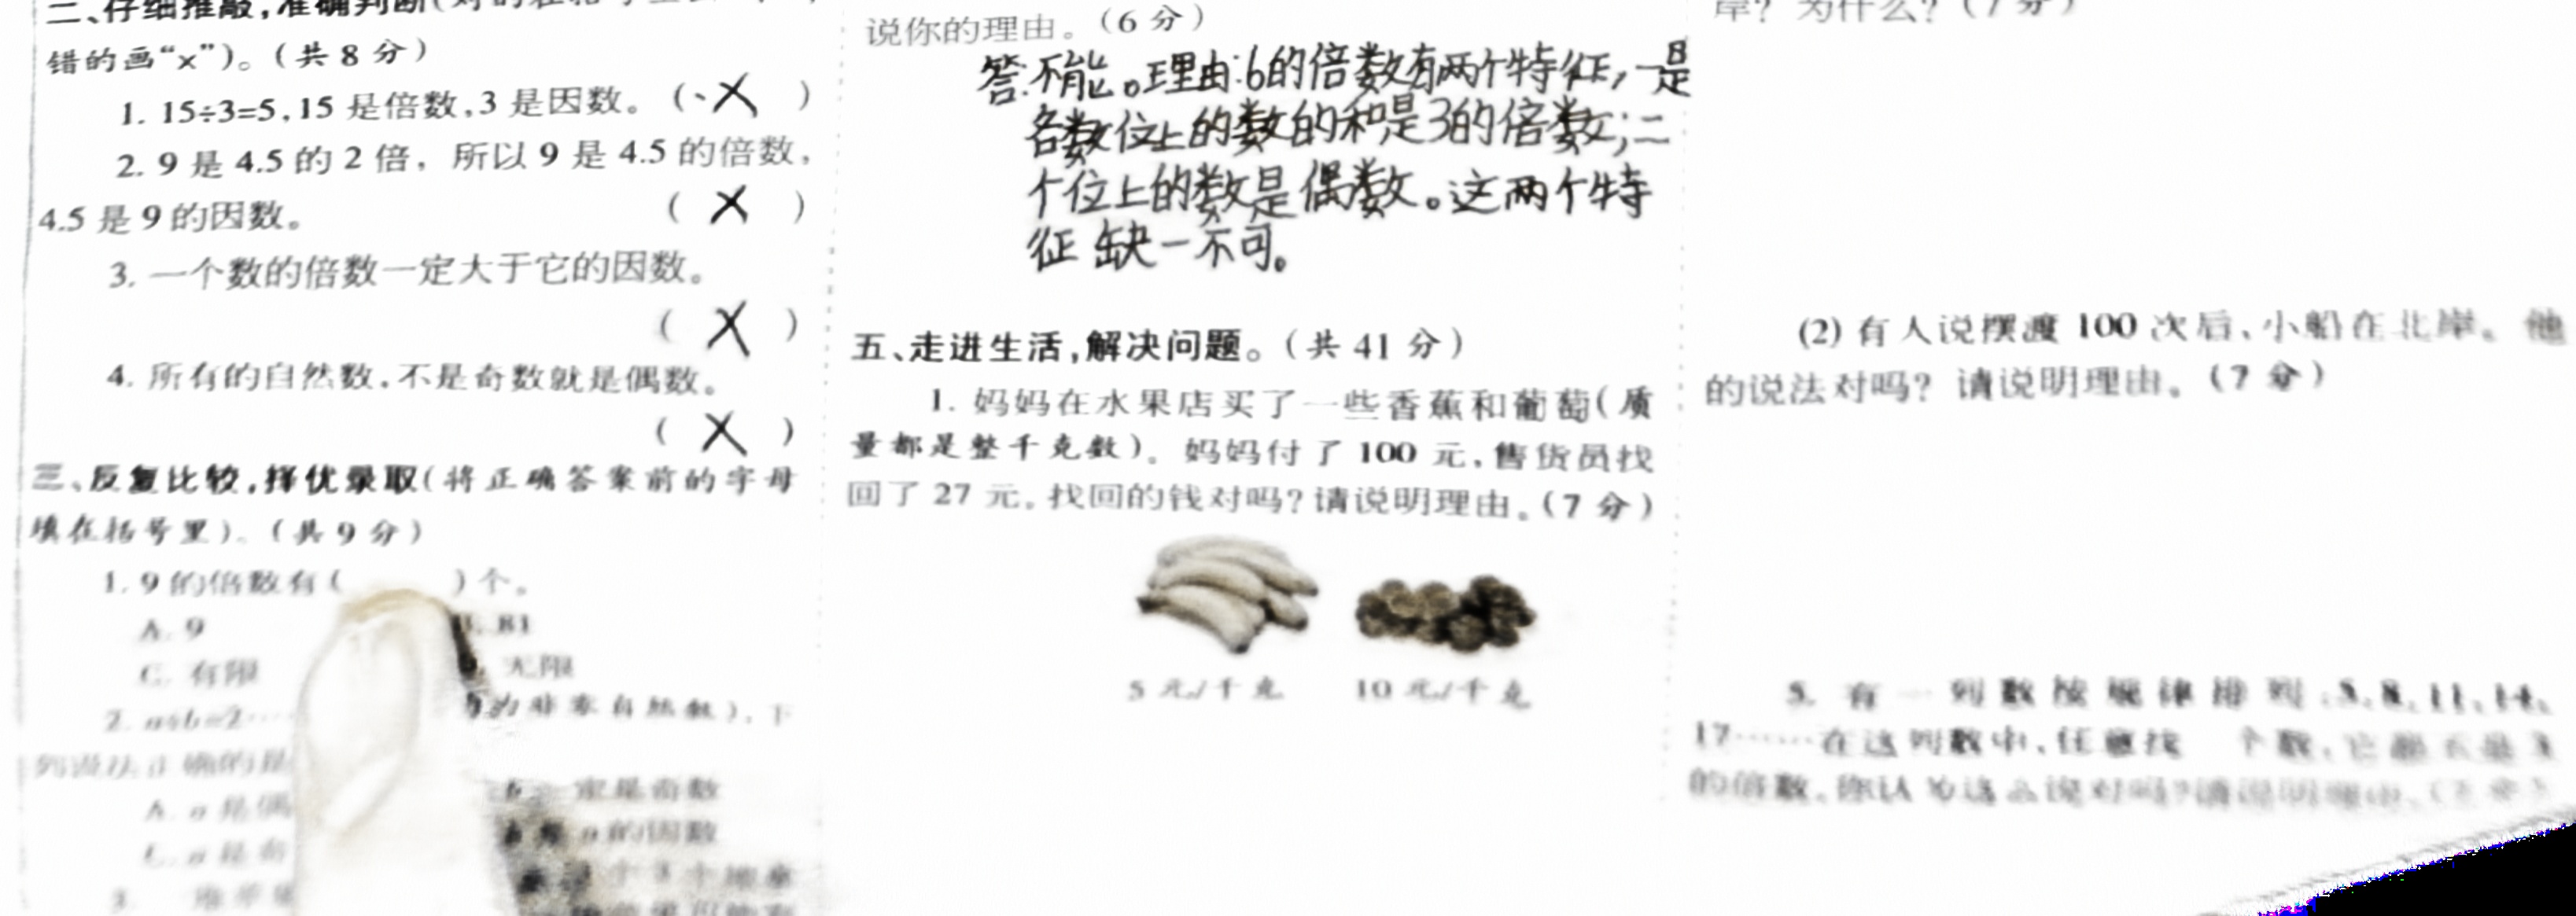 二、仔细推敲,准确判断(对的在括号里
错的画“×”)。(共 8 分)
1. 15÷3=5,15 是倍数,3 是因数。(×)
2. 9 是 4.5 的 2 倍，所以 9 是 4.5 的倍数,
4.5 是 9 的因数。(×)
3. 一个数的倍数一定大于它的因数。
(×)
4. 所有的自然数,不是奇数就是偶数。
(×)
三、反复比较,择优录取(将正确答案前的字母
填在括号里)。(共 9 分)
1. 9 的倍数有( )个。
A. 9 B. 81
C. 有限 D. 无限
2. a÷b=2…… 为非零自然数),下
列说法正确的是
A. a 是偶 b 一定是奇数
C. a 是奇 b 是 a 的因数
3.
说你的理由。(6 分)
答:不能。理由:6的倍数有两个特征,一是
各数位上的数的和是3的倍数;二
个位上的数是偶数。这两个特
征缺一不可。
五、走进生活,解决问题。(共 41 分)
1. 妈妈在水果店买了一些香蕉和葡萄(质
量都是整千克数)。妈妈付了 100 元,售货员找
回了 27 元,找回的钱对吗?请说明理由。(7 分)
5 元/千克 10 元/千克
岸？为什么？(7 分)
(2) 有人说摆渡 100 次后,小船在北岸。他
的说法对吗？请说明理由。(7 分)
5. 有一列数按规律排列:5,8,11,14,
17……在这列数中,任意找一个数,它都不是3
的倍数,你认为这么说对吗?请说明理由。(7 分)